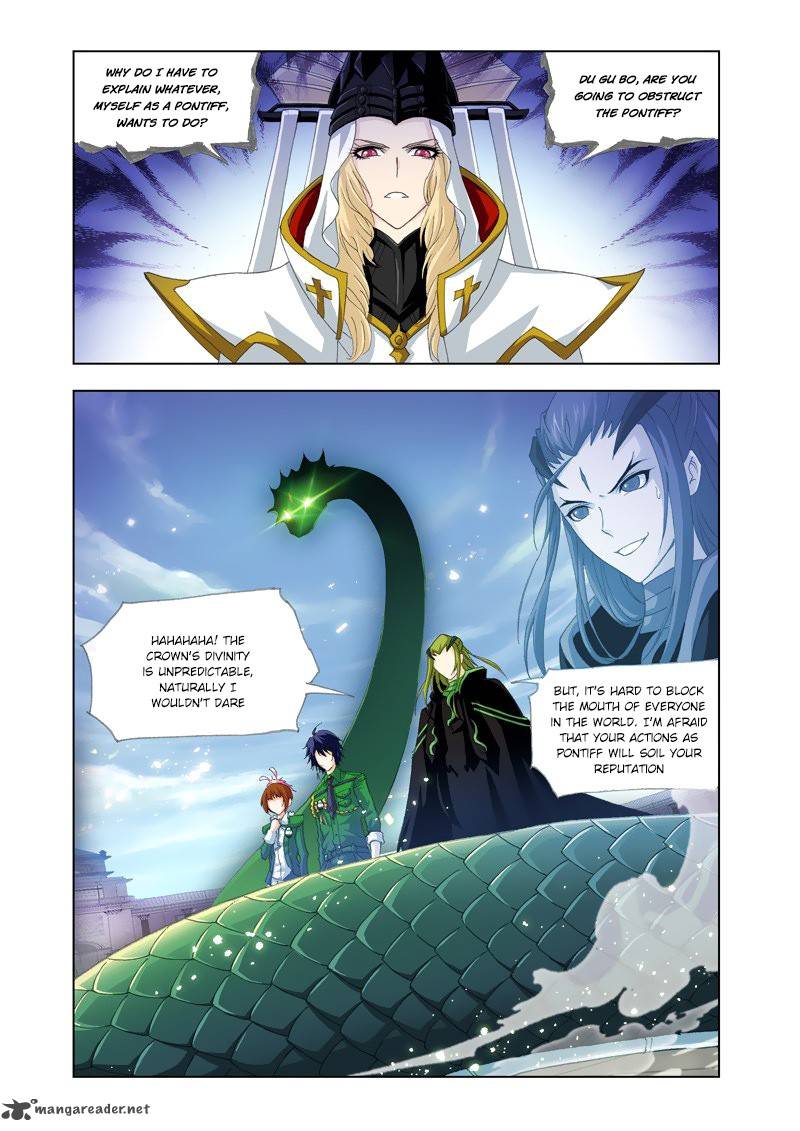 WHY DO I HAVE TO
EXPLAIN WHATEVER,
MYSELF AS A PONTIFF,
WANTS TO DO?
DU GU BO, ARE YOU
GOING TO OBSTRUCT
THE PONTIFF?
HAHAHAHA! THE
CROWN'S DIVINITY
IS UNPREDICTABLE,
NATURALLY I
WOULDN'T DARE
BUT, IT'S HARD TO BLOCK
THE MOUTH OF EVERYONE
IN THE WORLD. I'M AFRAID
THAT YOUR ACTIONS AS
PONTIFF WILL SOIL YOUR
REPUTATION
mangareader.net